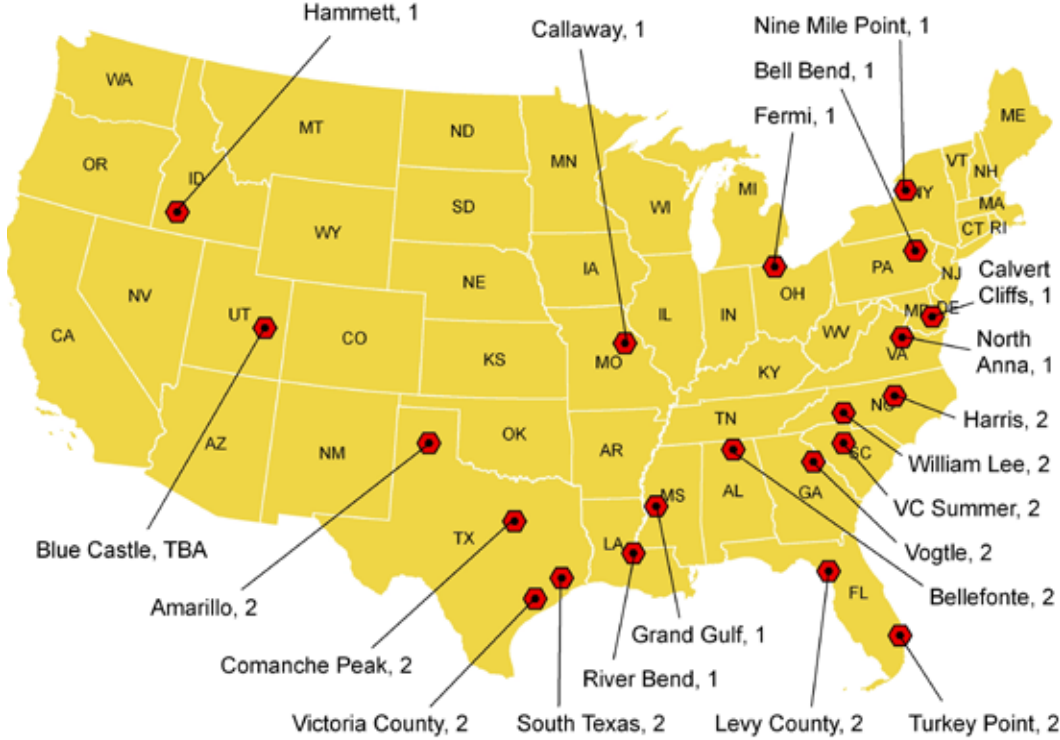 Hammett, 1
Callaway, 1
Nine Mile Point, 1
Bell Bend, 1
Fermi, 1
WA
MT
ND
MN
ME
VT
NH
OR
ID
SD
WI
MI
NY
MA
CT
RI
WY
IA
PA
NJ
Calvert
Cliffs, 1
NE
NV
UT
IL
IN
OH
MD
DE
CA
CO
WV
KS
MO
VA
North
Anna, 1
KY
NC
TN
Harris, 2
AZ
NM
OK
AR
SC
William Lee, 2
MS
AL
GA
VC Summer, 2
TX
LA
Blue Castle, TBA
Vogtle, 2
FL
Bellefonte, 2
Amarillo, 2
Grand Gulf, 1
Comanche Peak, 2
River Bend, 1
Victoria County, 2
South Texas, 2
Levy County, 2
Turkey Point, 2